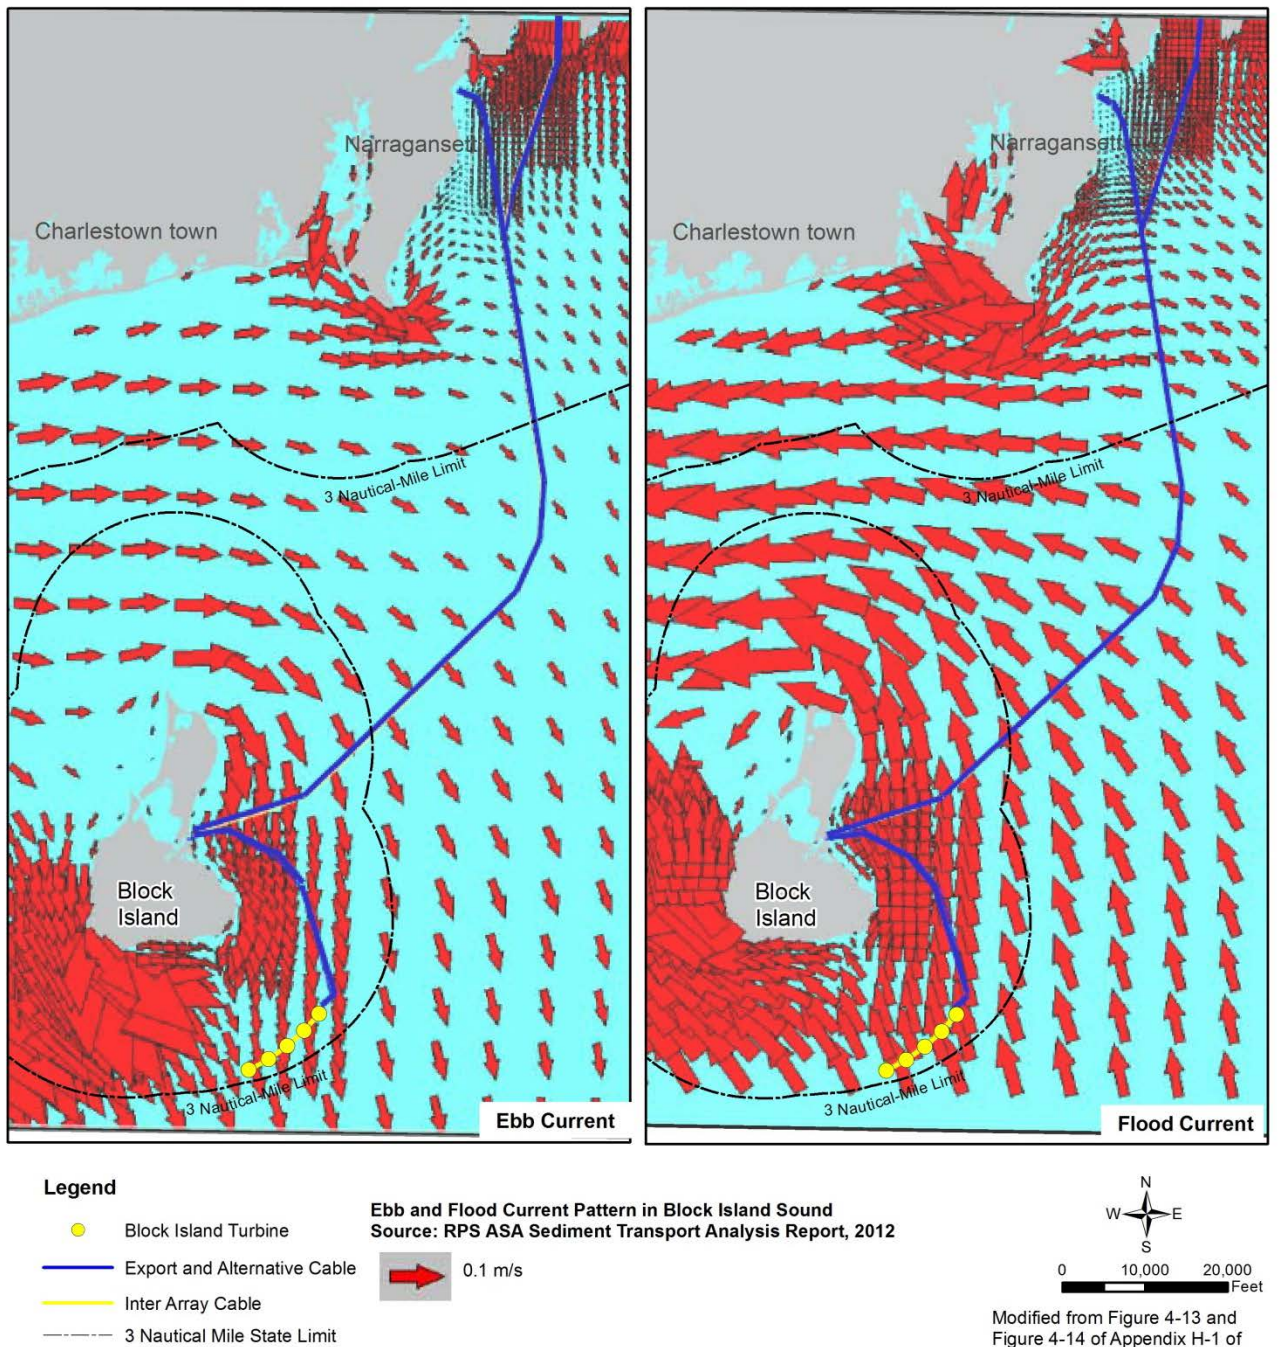 Narragansett
Charlestown town
3 Nautical-Mile Limit
Block
Island
3 Nautical-Mile Limit
Ebb Current
Narragansett
Charlestown town
3 Nautical-Mile Limit
Block
Island
3 Nautical-Mile Limit
Flood Current
Legend
Block Island Turbine
Export and Alternative Cable
Inter Array Cable
3 Nautical Mile State Limit
Ebb and Flood Current Pattern in Block Island Sound
Source: RPS ASA Sediment Transport Analysis Report, 2012
0.1 m/s
N
W E
S
0 10,000 20,000
Feet
Modified from Figure 4-13 and
Figure 4-14 of Appendix H-1 of